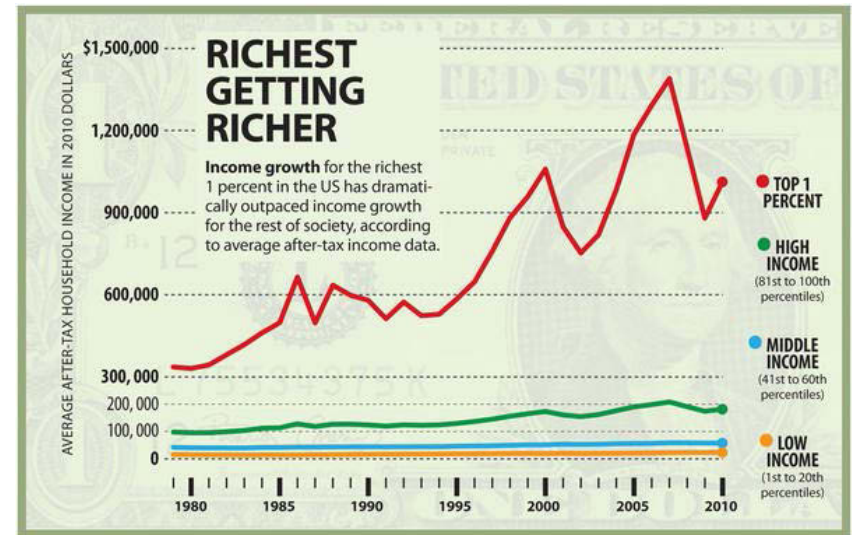 RICHEST
GETTING
RICHER
Income growth for the richest
1 percent in the US has dramati-
cally outpaced income growth
for the rest of society, according
to average after-tax income data.
AVERAGE AFTER-TAX HOUSEHOLD INCOME IN 2010 DOLLARS
$1,500,000
1,200,000
900,000
600,000
300,000
200,000
100,000
0
1980
1985
1990
1995
2000
2005
2010
TOP 1
PERCENT
HIGH
INCOME
(81st to 100th
percentiles)
MIDDLE
INCOME
(41st to 60th
percentiles)
LOW
INCOME
(1st to 20th
percentiles)